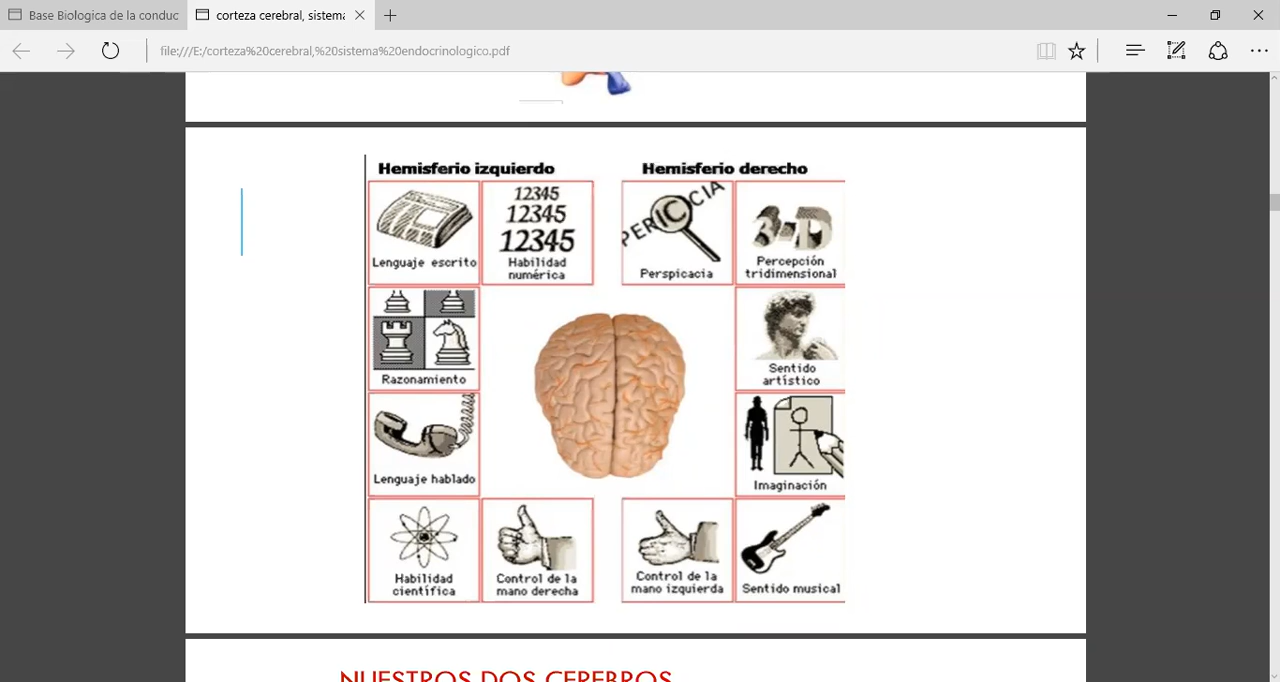 Base Biologica de la conduc
corteza cerebral, sistema
file:///E:/corteza%20cerebral,%20sistema%20endocrinologico.pdf
Hemisferio izquierdo
Hemisferio derecho
Lenguaje escrito
12345
12345
12345
Habilidad
numérica
PERICIA
Perspicacia
3-D
Percepción
tridimensional
Razonamiento
Sentido
artístico
Lenguaje hablado
Imaginación
Habilidad
científica
Control de la
mano derecha
Control de la
mano izquierda
Sentido musical
NUESTROS DOS CEREBROS